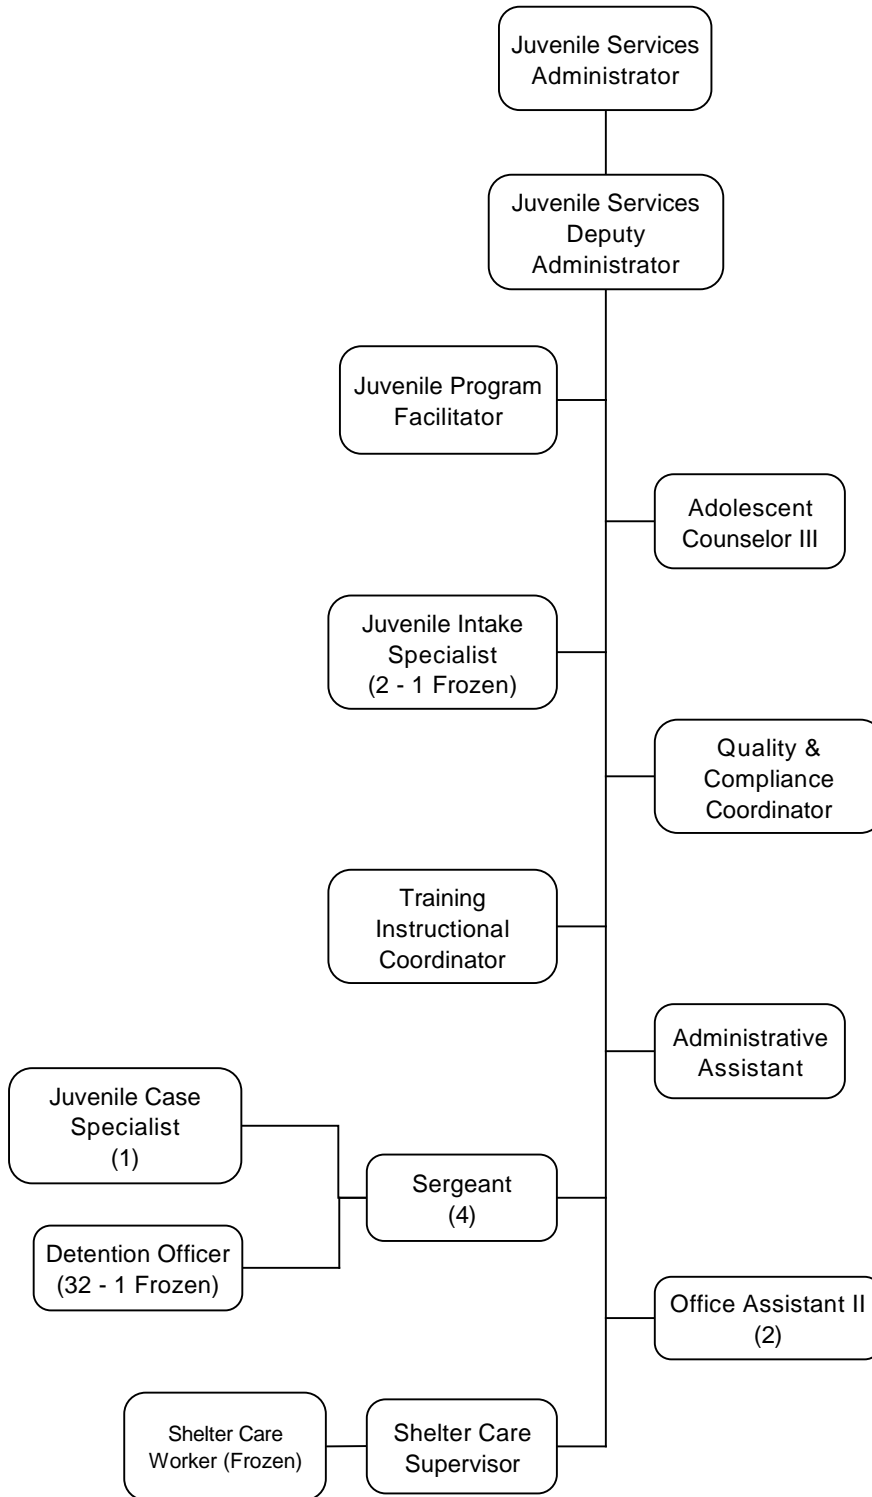 Juvenile Services
Administrator
Juvenile Services
Deputy
Administrator
Juvenile Program
Facilitator
Adolescent
Counselor III
Juvenile Intake
Specialist
(2 - 1 Frozen)
Quality &
Compliance
Coordinator
Training
Instructional
Coordinator
Administrative
Assistant
Juvenile Case
Specialist
(1)
Sergeant
(4)
Detention Officer
(32 - 1 Frozen)
Office Assistant II
(2)
Shelter Care
Worker (Frozen)
Shelter Care
Supervisor